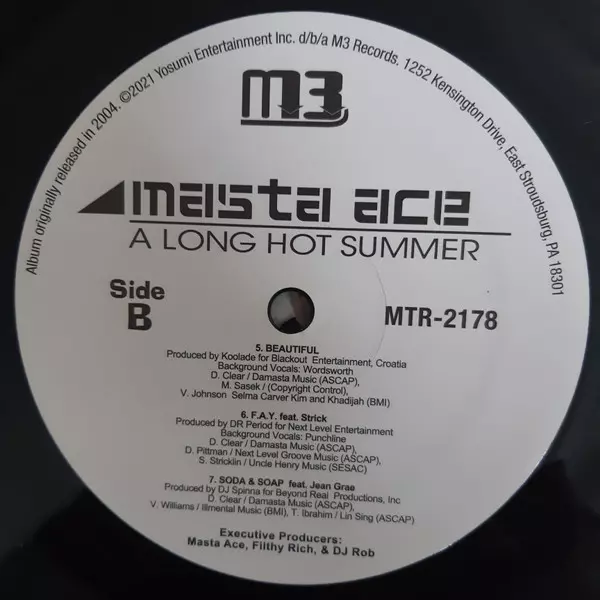 Album originally released in 2004. ©2021 Yosumi Entertainment Inc. d/b/a M3 Records. 1252 Kensington Drive, East Stroudsburg, PA 18301
M3
masta ace
A LONG HOT SUMMER
Side
B
MTR-2178
5. BEAUTIFUL
Produced by Koolade for Blackout Entertainment, Croatia
Background Vocals: Wordsworth
D. Clear / Damasta Music (ASCAP),
M. Sasek / (Copyright Control),
V. Johnson Selma Carver Kim and Khadijah (BMI)
6. F.A.Y. feat. Strick
Produced by DR Period for Next Level Entertainment
Background Vocals: Punchline
D. Clear / Damasta Music (ASCAP),
D. Pittman / Next Level Groove Music (ASCAP),
S. Stricklin / Uncle Henry Music (SESAC)
7. SODA & SOAP feat. Jean Grae
Produced by DJ Spinna for Beyond Real Productions, Inc
D. Clear / Damasta Music (ASCAP),
V. Williams / Illmental Music (BMI), T. Ibrahim / Lin Sing (ASCAP)
Executive Producers:
Masta Ace, Filthy Rich, & DJ Rob